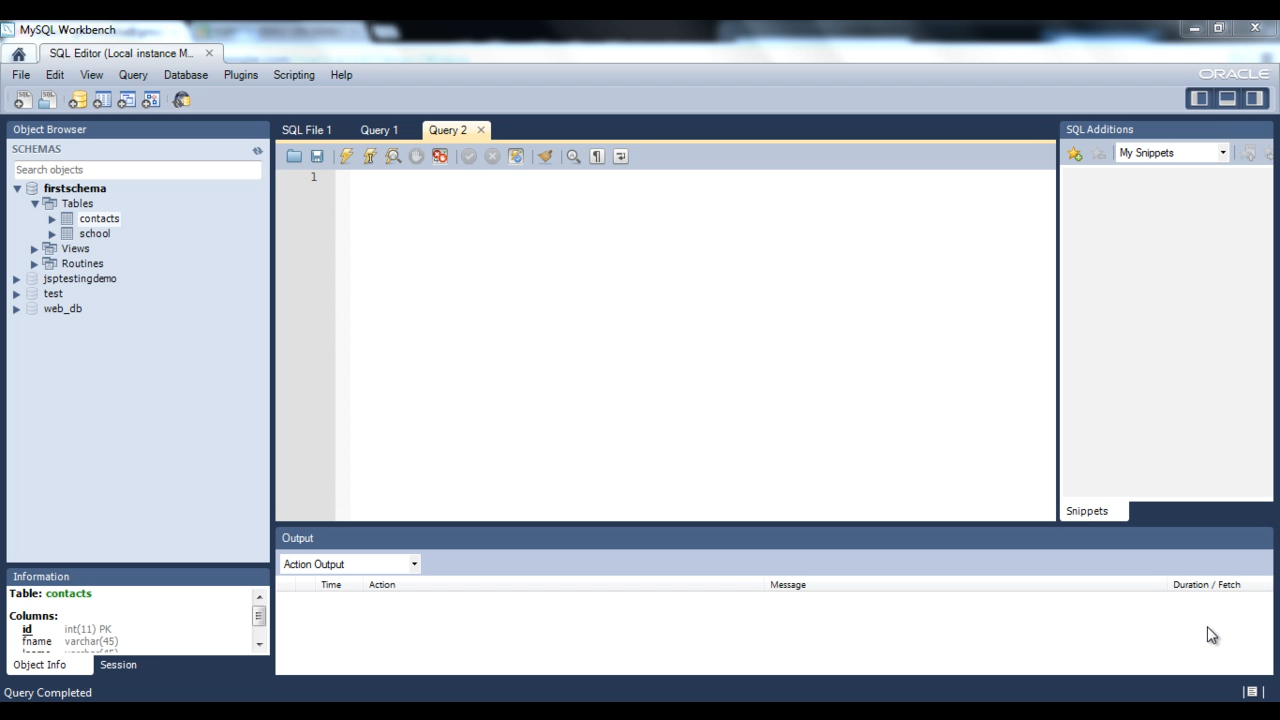 MySQL Workbench
SQL Editor (Local instance M...
File Edit View Query Database Plugins Scripting Help
ORACLE
Object Browser
SCHEMAS
Search objects
firstschema
Tables
contacts
school
Views
Routines
jsptestingdemo
test
web_db
Information
Table: contacts
Columns:
id int(11) PK
fname varchar(45)
Object Info Session
Query Completed
SQL File 1 Query 1 Query 2
1
Output
Action Output
Time Action Message Duration / Fetch
SQL Additions
My Snippets
Snippets